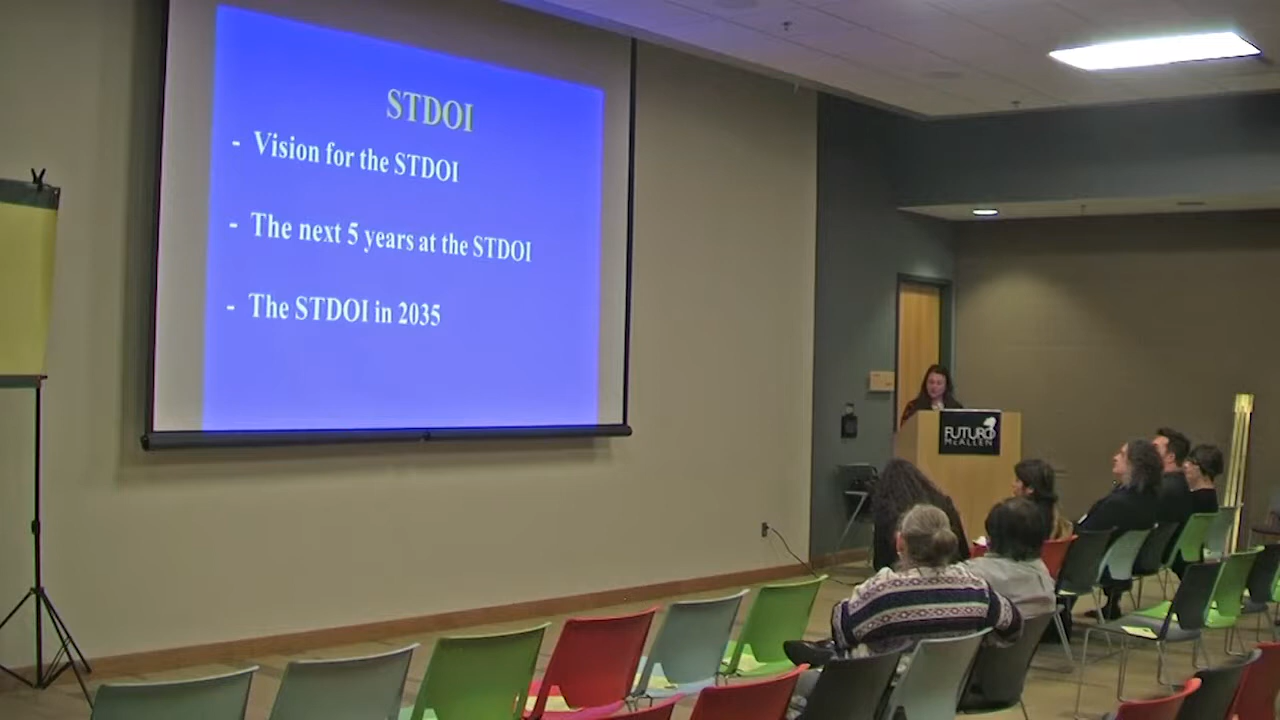 STDOI
- Vision for the STDOI
- The next 5 years at the STDOI
- The STDOI in 2035
FUTURO
McALLEN